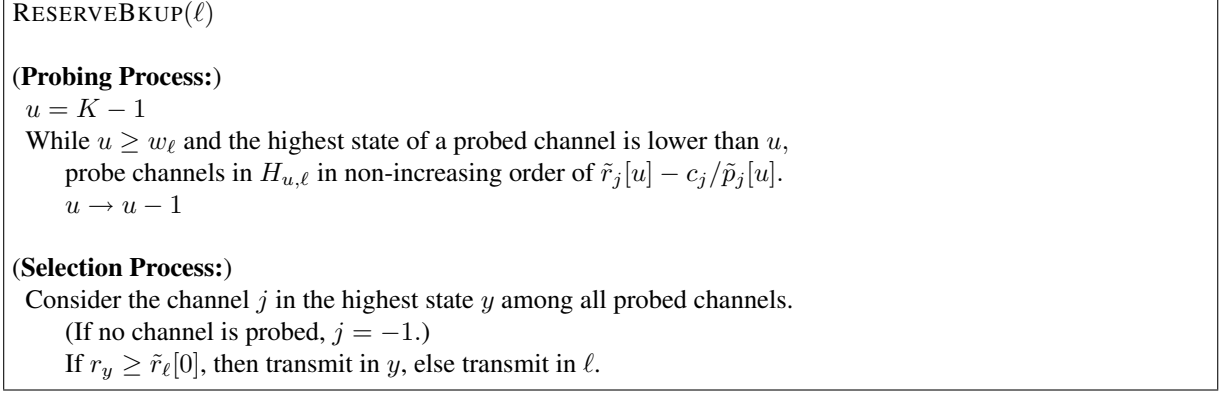 RESERVEBKUP(ℓ)
(Probing Process:)
u = K − 1
While u ≥ w_ℓ and the highest state of a probed channel is lower than u,
probe channels in H_{u,ℓ} in non-increasing order of r̃_j[u] − c_j/p̃_j[u].
u → u − 1
(Selection Process:)
Consider the channel j in the highest state y among all probed channels.
(If no channel is probed, j = −1.)
If r_y ≥ r̃_ℓ[0], then transmit in y, else transmit in ℓ.